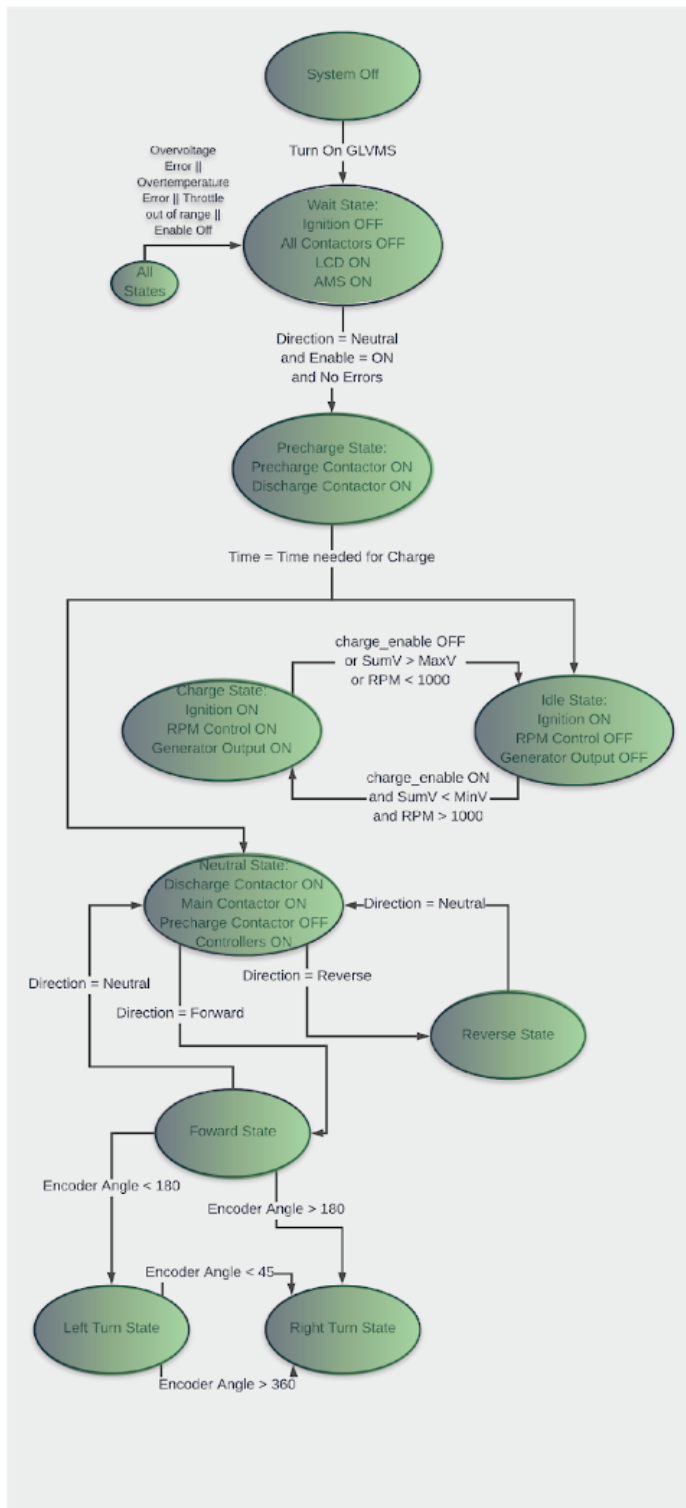 System Off
Turn On GLVMS
Overvoltage
Error ||
Overtemperature
Error || Throttle
out of range ||
Enable Off
All
States
Wait State:
Ignition OFF
All Contactors OFF
LCD ON
AMS ON
Direction = Neutral
and Enable = ON
and No Errors
Precharge State:
Precharge Contactor ON
Discharge Contactor ON
Time = Time needed for Charge
charge_enable OFF
or SumV > MaxV
or RPM < 1000
Charge State:
Ignition ON
RPM Control ON
Generator Output ON
Idle State:
Ignition ON
RPM Control OFF
Generator Output OFF
charge_enable ON
and SumV < MinV
and RPM > 1000
Neutral State:
Discharge Contactor ON
Main Contactor ON
Precharge Contactor OFF
Controllers ON
Direction = Neutral
Direction = Reverse
Direction = Neutral
Direction = Forward
Reverse State
Foward State
Encoder Angle < 180
Encoder Angle > 180
Encoder Angle < 45
Left Turn State
Right Turn State
Encoder Angle > 360